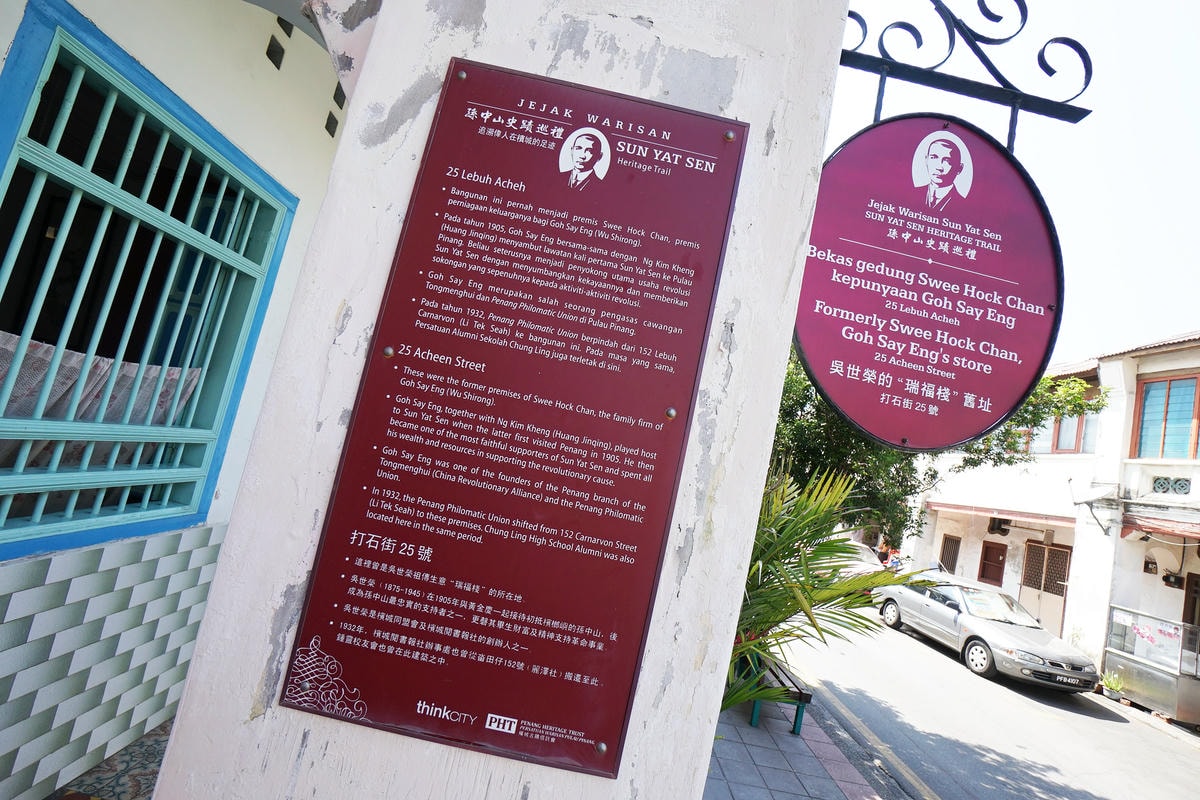 JEJAK WARISAN
孫中山史蹟巡禮
追溯偉人在檳城的足迹
SUN YAT SEN
Heritage Trail
25 Lebuh Acheh
• Bangunan ini pernah menjadi premis Swee Hock Chan, premis
perniagaan keluarganya bagi Goh Say Eng (Wu Shirong).
• Pada tahun 1905, Goh Say Eng bersama-sama dengan Ng Kim Kheng
(Huang Jinqing) menyambut lawatan kali pertama Sun Yat Sen ke Pulau
Pinang. Beliau seterusnya menjadi penyokong utama usaha revolusi
Sun Yat Sen dengan menyumbangkan kekayaannya dan memberikan
sokongan yang sepenuhnya kepada aktiviti-aktiviti revolusi.
• Goh Say Eng merupakan salah seorang pengasas cawangan
Tongmenghui dan Penang Philomatic Union di Pulau Pinang.
• Pada tahun 1932, Penang Philomatic Union berpindah dari 152 Lebuh
Carnarvon (Li Tek Seah) ke bangunan ini. Pada masa yang sama,
Persatuan Alumni Sekolah Chung Ling juga terletak di sini.
25 Acheen Street
• These were the former premises of Swee Hock Chan, the family firm of
Goh Say Eng (Wu Shirong).
• Goh Say Eng, together with Ng Kim Kheng (Huang Jinqing), played host
to Sun Yat Sen when the latter first visited Penang in 1905. He then
became one of the most faithful supporters of Sun Yat Sen and spent all
his wealth and resources in supporting the revolutionary cause.
• Goh Say Eng was one of the founders of the Penang branch of the
Tongmenghui (China Revolutionary Alliance) and the Penang Philomatic
Union.
• In 1932, the Penang Philomatic Union shifted from 152 Carnarvon Street
(Li Tek Seah) to these premises. Chung Ling High School Alumni was also
located here in the same period.
打石街 25 號
• 這裡曾是吳世榮祖傳生意 “瑞福棧” 的所在地.
• 吳世榮 (1875-1945) 在1905年與黃金慶一起接待初抵檳榔嶼的孫中山, 後
成為孫中山最忠實的支持者之一, 更罄其畢生財富及精神支持革命事業.
• 吳世榮是檳城同盟會及檳城閱書報社的創辦人之一.
• 1932年, 檳城閱書報社辦事處也曾從畓田仔152號 (麗澤社) 搬遷至此.
鍾靈校友會也曾在此建築之中.
thinkCITY
PHT
PENANG HERITAGE TRUST
PERSATUAN WARISAN PULAU PINANG
檳城古蹟信託會
Jejak Warisan Sun Yat Sen
SUN YAT SEN HERITAGE TRAIL
孫中山史蹟巡禮
Bekas gedung Swee Hock Chan
kepunyaan Goh Say Eng
25 Lebuh Acheh
Formerly Swee Hock Chan,
Goh Say Eng's store
25 Acheen Street
吳世榮的 “瑞福棧” 舊址
打石街 25 號
PFB 4107